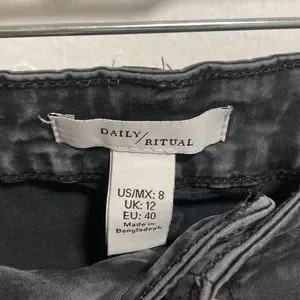 DAILY/
RITUAL
US/MX: 8
UK: 12
EU: 40
Made in
Bangladesh